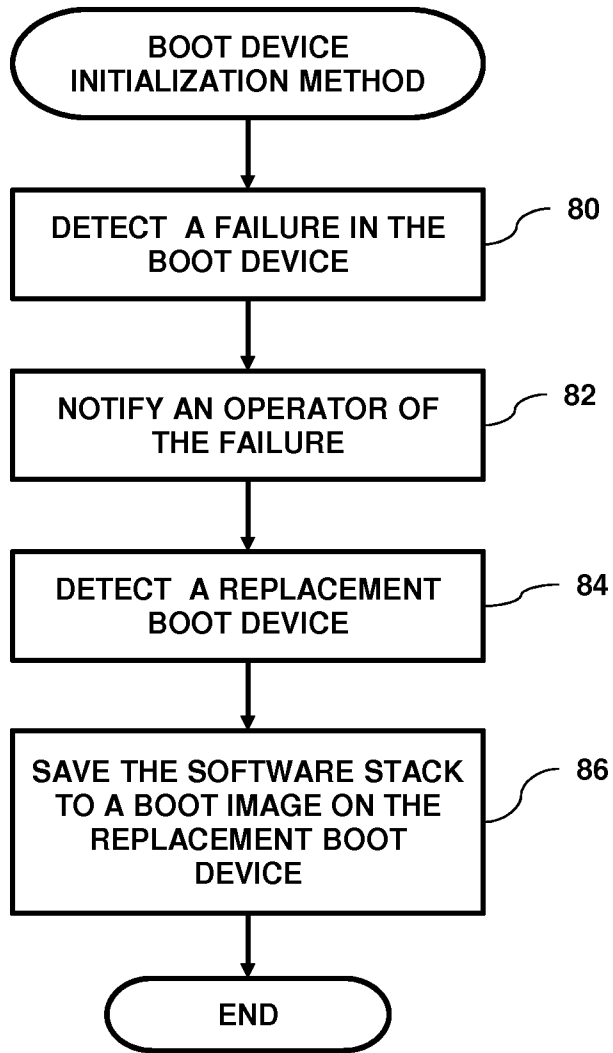 BOOT DEVICE
INITIALIZATION METHOD
DETECT A FAILURE IN THE
BOOT DEVICE
80
NOTIFY AN OPERATOR OF
THE FAILURE
82
DETECT A REPLACEMENT
BOOT DEVICE
84
SAVE THE SOFTWARE STACK
TO A BOOT IMAGE ON THE
REPLACEMENT BOOT
DEVICE
86
END